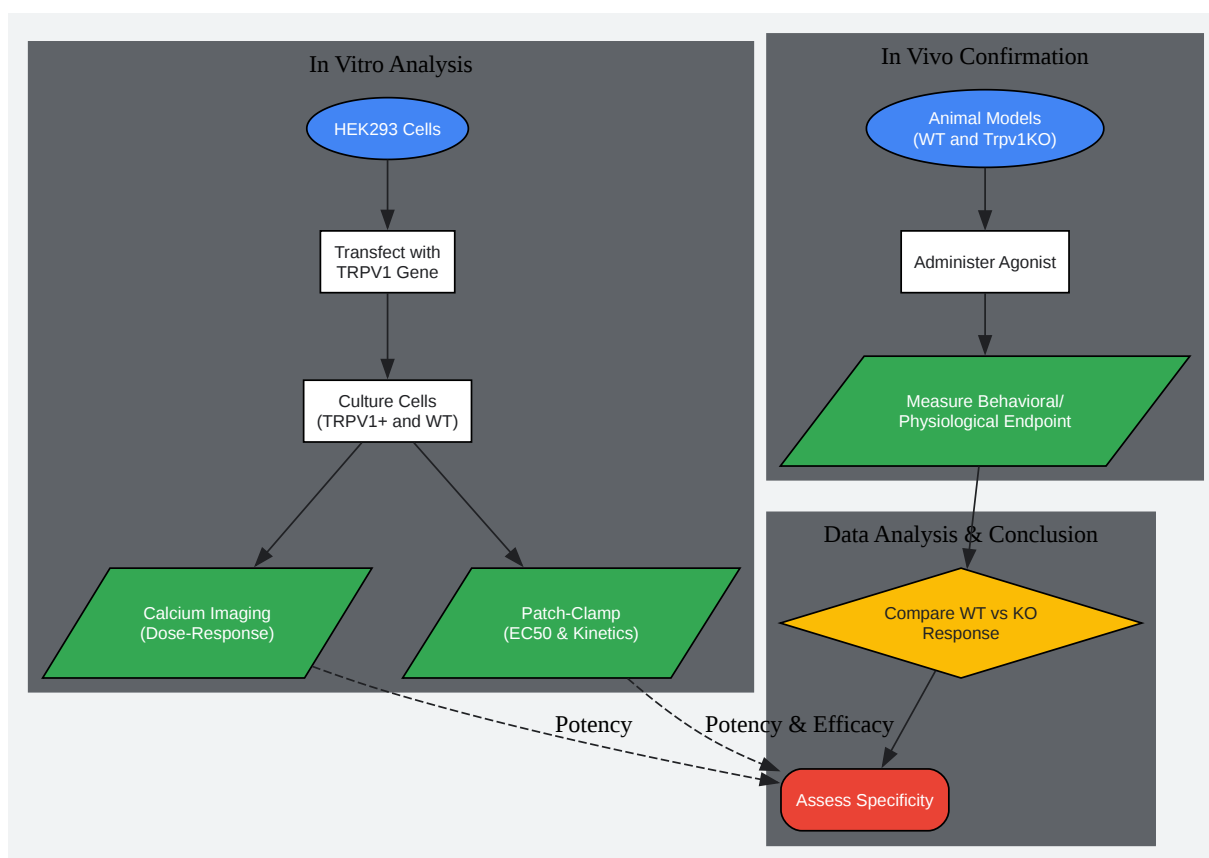 In Vitro Analysis
HEK293 Cells
Transfect with
TRPV1 Gene
Culture Cells
(TRPV1+ and WT)
Calcium Imaging
(Dose-Response)
Patch-Clamp
(EC50 & Kinetics)
In Vivo Confirmation
Animal Models
(WT and Trpv1KO)
Administer Agonist
Measure Behavioral/
Physiological Endpoint
Data Analysis & Conclusion
Compare WT vs KO
Response
Potency
Potency & Efficacy
Assess Specificity